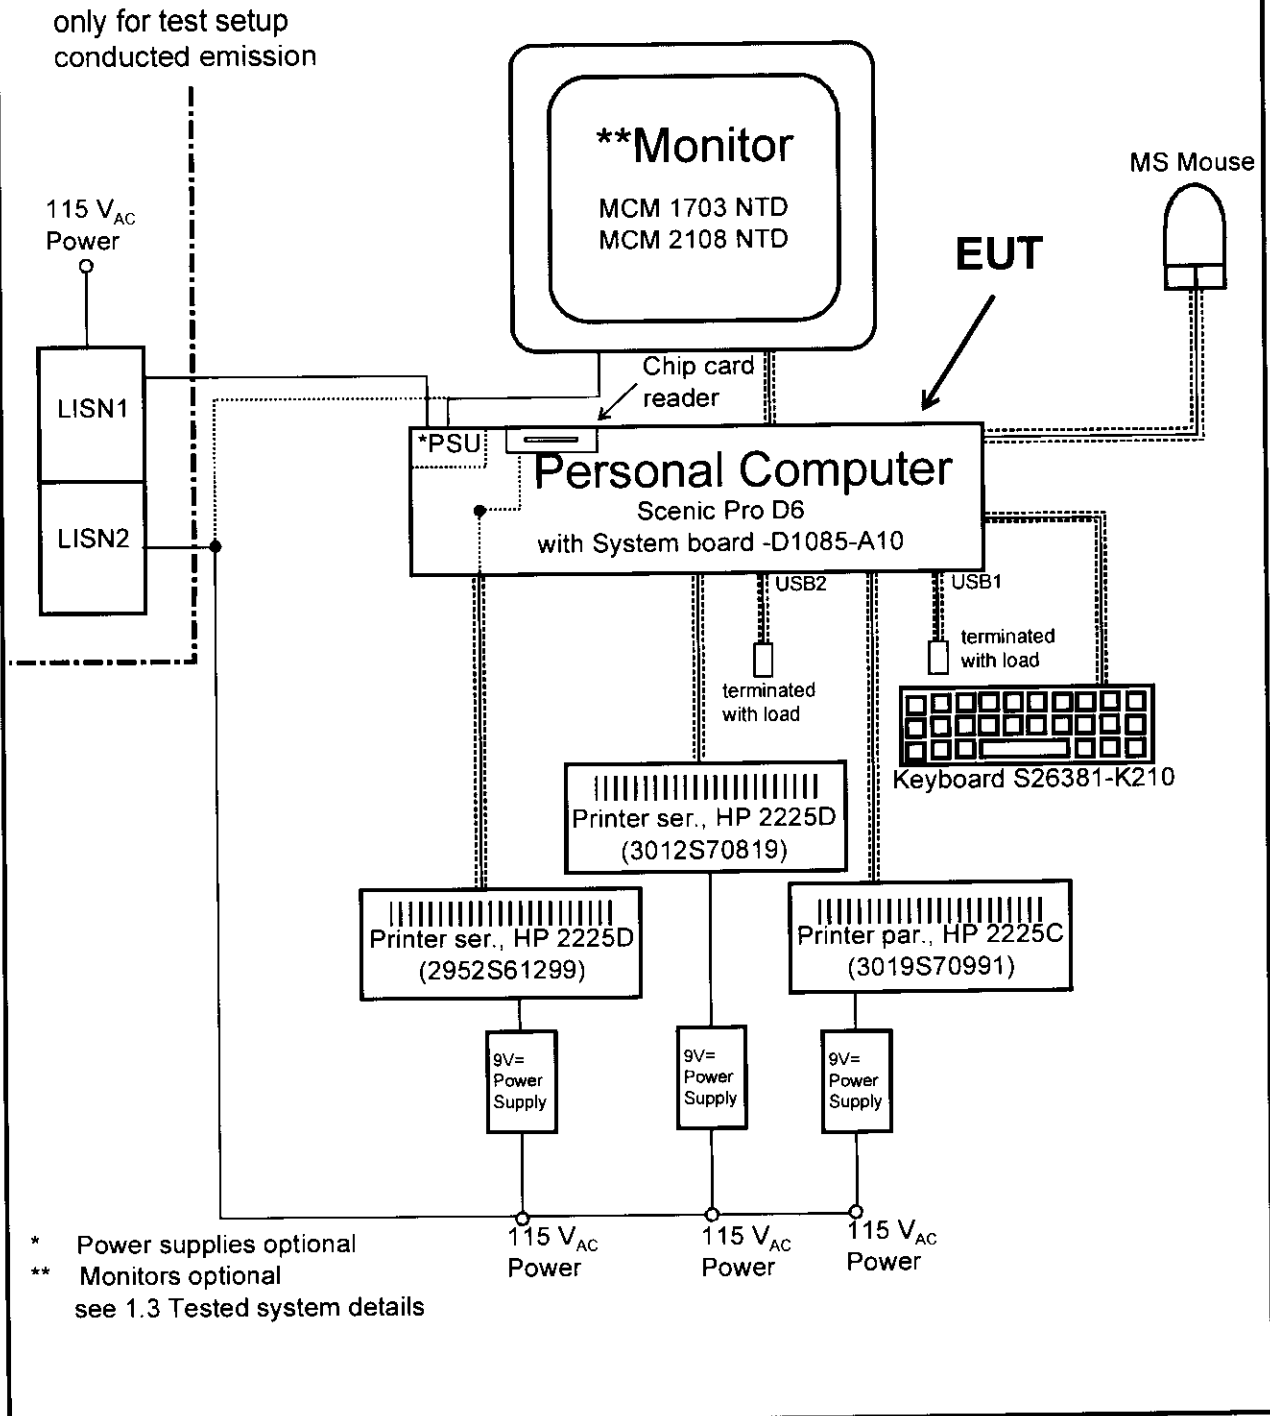 only for test setup
conducted emission
**Monitor
MCM 1703 NTD
MCM 2108 NTD
MS Mouse
115 VAC
Power
EUT
Chip card
reader
LISN1
LISN2
*PSU
Personal Computer
Scenic Pro D6
with System board -D1085-A10
USB2
USB1
terminated
with load
terminated
with load
Keyboard S26381-K210
Printer ser., HP 2225D
(3012S70819)
Printer ser., HP 2225D
(2952S61299)
Printer par., HP 2225C
(3019S70991)
9V=
Power
Supply
9V=
Power
Supply
9V=
Power
Supply
115 VAC
Power
115 VAC
Power
115 VAC
Power
* Power supplies optional
** Monitors optional
see 1.3 Tested system details